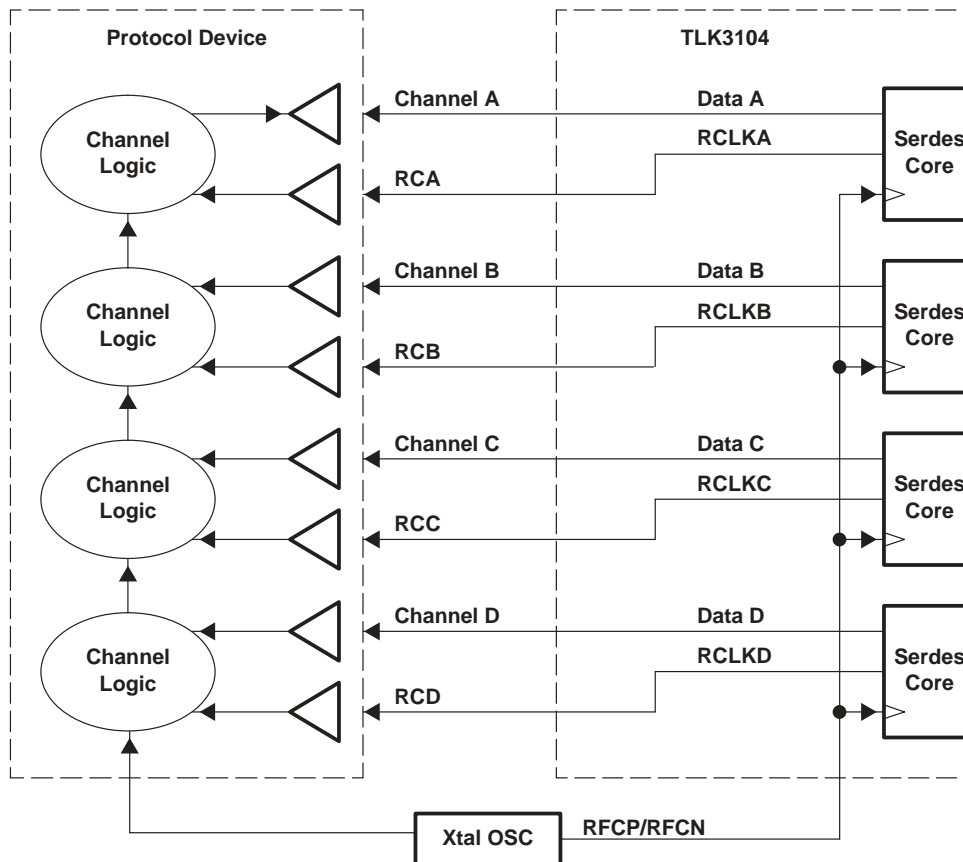 Protocol Device
TLK3104
Channel A
Data A
Channel
Logic
RCLKA
Serdes
Core
RCA
Channel B
Data B
Channel
Logic
RCLKB
Serdes
Core
RCB
Channel C
Data C
Channel
Logic
RCLKC
Serdes
Core
RCC
Channel D
Data D
Channel
Logic
RCLKD
Serdes
Core
RCD
Xtal OSC
RFCP/RFCN